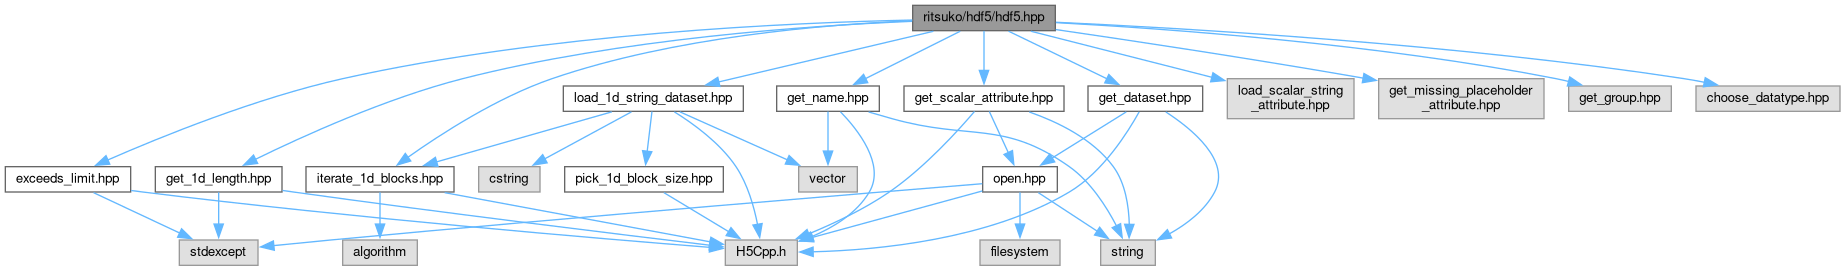 ritsuko/hdf5/hdf5.hpp
load_1d_string_dataset.hpp
get_name.hpp
get_scalar_attribute.hpp
get_dataset.hpp
load_scalar_string
_attribute.hpp
get_missing_placeholder
_attribute.hpp
get_group.hpp
choose_datatype.hpp
exceeds_limit.hpp
get_1d_length.hpp
iterate_1d_blocks.hpp
cstring
pick_1d_block_size.hpp
vector
open.hpp
stdexcept
algorithm
H5Cpp.h
filesystem
string